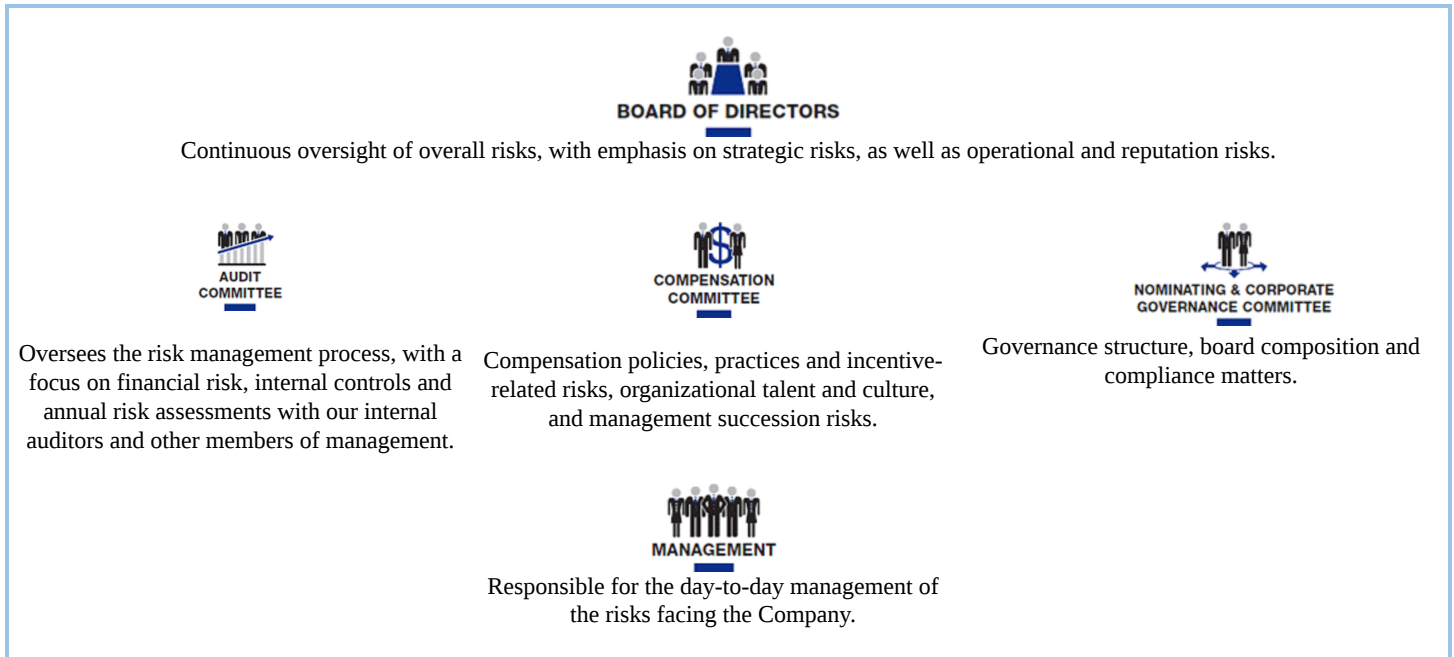 BOARD OF DIRECTORS
Continuous oversight of overall risks, with emphasis on strategic risks, as well as operational and reputation risks.
AUDIT
COMMITTEE
Oversees the risk management process, with a
focus on financial risk, internal controls and
annual risk assessments with our internal
auditors and other members of management.
$
COMPENSATION
COMMITTEE
Compensation policies, practices and incentive-
related risks, organizational talent and culture,
and management succession risks.
NOMINATING & CORPORATE
GOVERNANCE COMMITTEE
Governance structure, board composition and
compliance matters.
MANAGEMENT
Responsible for the day-to-day management of
the risks facing the Company.